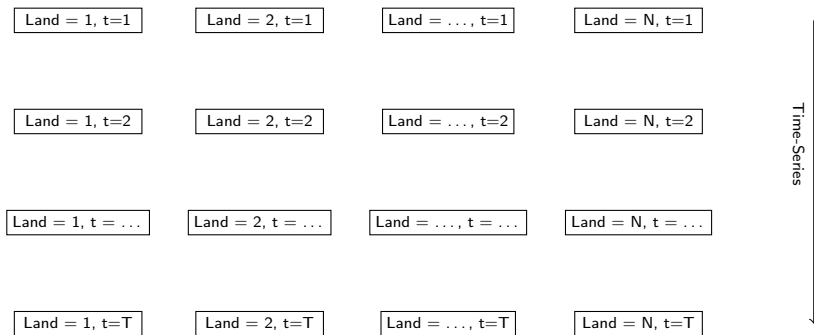 Land = 1, t=1
Land = 2, t=1
Land = ..., t=1
Land = N, t=1
Land = 1, t=2
Land = 2, t=2
Land = ..., t=2
Land = N, t=2
Land = 1, t = ...
Land = 2, t = ...
Land = ..., t = ...
Land = N, t = ...
Land = 1, t=T
Land = 2, t=T
Land = ..., t=T
Land = N, t=T
Time-Series